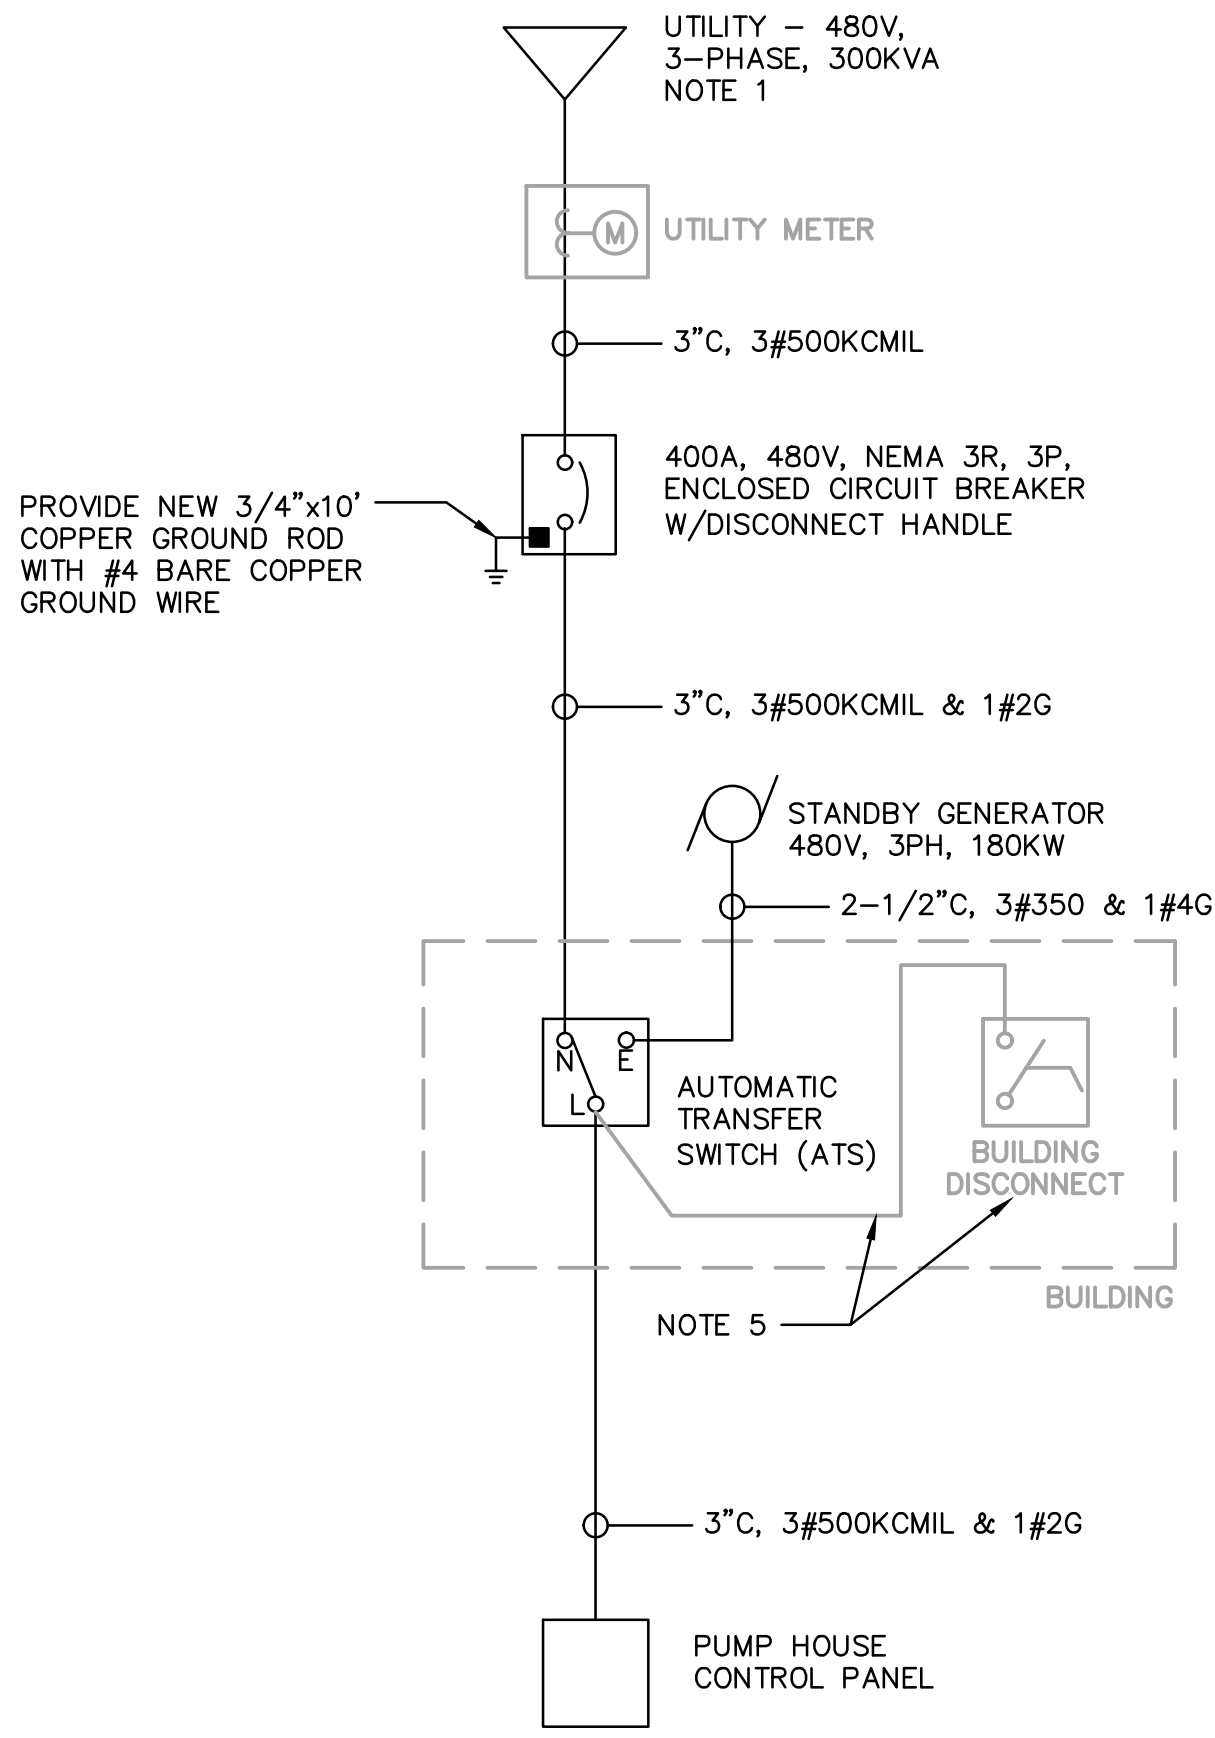 UTILITY – 480V,
3–PHASE, 300KVA
NOTE 1
M
UTILITY METER
3"C, 3#500KCMIL
400A, 480V, NEMA 3R, 3P,
ENCLOSED CIRCUIT BREAKER
W/DISCONNECT HANDLE
PROVIDE NEW 3/4"x10'
COPPER GROUND ROD
WITH #4 BARE COPPER
GROUND WIRE
3"C, 3#500KCMIL & 1#2G
STANDBY GENERATOR
480V, 3PH, 180KW
2–1/2"C, 3#350 & 1#4G
N
E
L
AUTOMATIC
TRANSFER
SWITCH (ATS)
BUILDING
DISCONNECT
BUILDING
NOTE 5
3"C, 3#500KCMIL & 1#2G
PUMP HOUSE
CONTROL PANEL